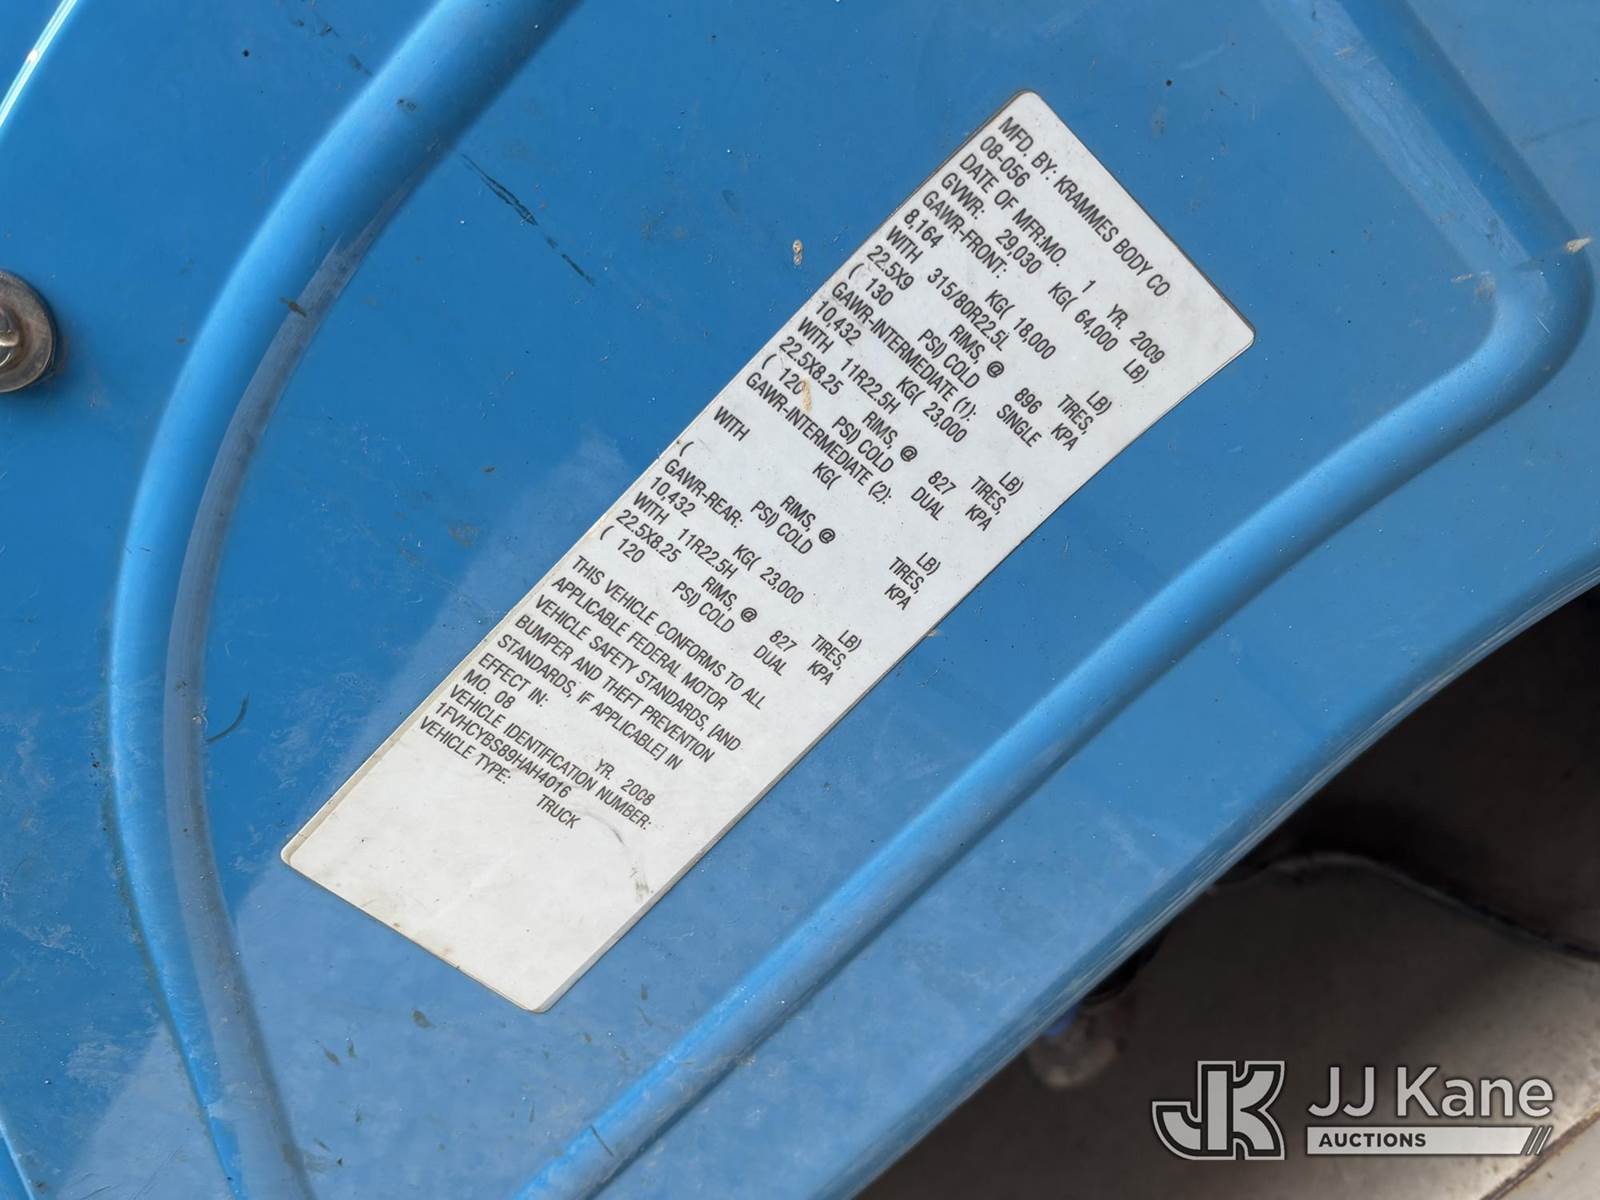 MFD. BY: KRAMMES BODY CO
08-056
DATE OF MFR:MO. 1 YR. 2009
GVWR: 29,030 KG( 64,000 LB)
GAWR-FRONT:
8,164 KG( 18,000 LB)
WITH 315/80R22.5L TIRES,
22.5X9 RIMS, @ 896 KPA
( 130 PSI) COLD SINGLE
GAWR-INTERMEDIATE (1):
10,432 KG( 23,000 LB)
WITH 11R22.5H TIRES,
22.5X8.25 RIMS, @ 827 KPA
( 120 PSI) COLD DUAL
GAWR-INTERMEDIATE (2):
KG( LB)
WITH TIRES,
RIMS, @ KPA
( PSI) COLD
GAWR-REAR:
10,432 KG( 23,000 LB)
WITH 11R22.5H TIRES,
22.5X8.25 RIMS, @ 827 KPA
( 120 PSI) COLD DUAL
THIS VEHICLE CONFORMS TO ALL
APPLICABLE FEDERAL MOTOR
VEHICLE SAFETY STANDARDS, [AND
BUMPER AND THEFT PREVENTION
STANDARDS, IF APPLICABLE] IN
EFFECT IN:
MO. 08 YR. 2008
VEHICLE IDENTIFICATION NUMBER:
1FVHCYBS89HAH4016
VEHICLE TYPE: TRUCK
JK JJ Kane
AUCTIONS